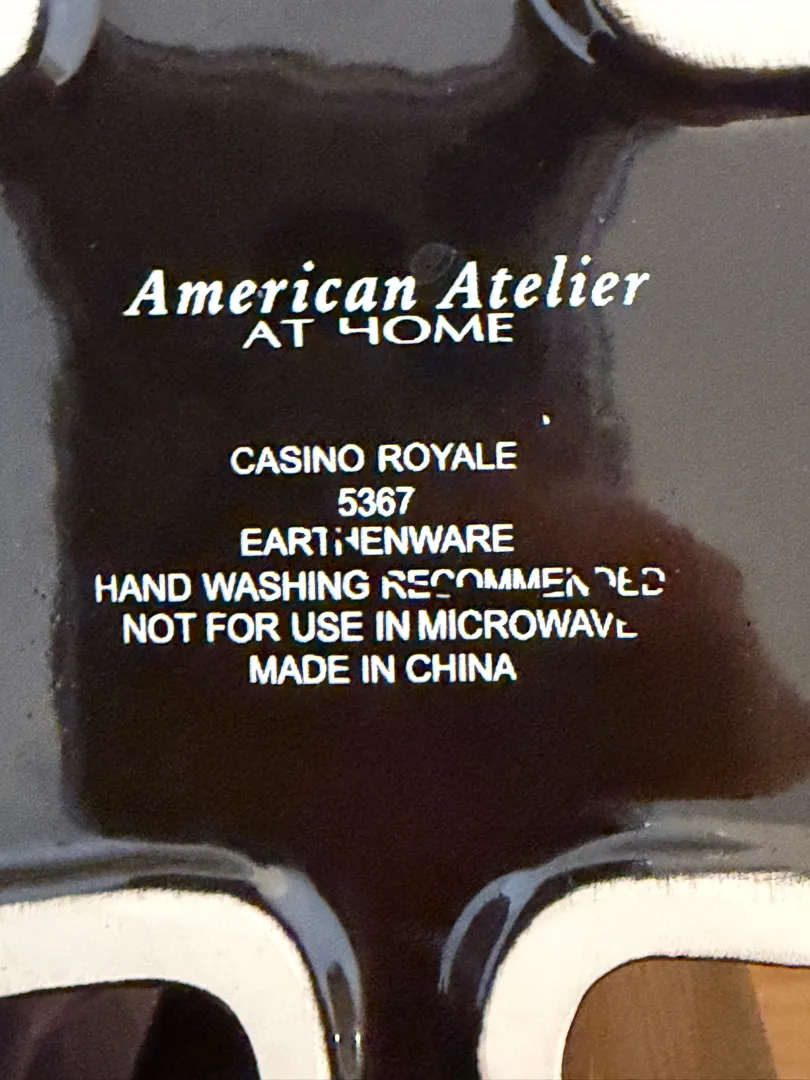 American Atelier
AT HOME
CASINO ROYALE
5367
EARTHENWARE
HAND WASHING RECOMMENDED
NOT FOR USE IN MICROWAVE
MADE IN CHINA